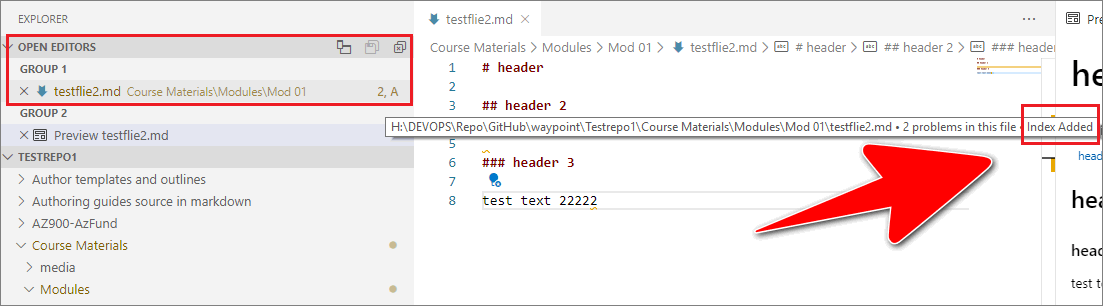 EXPLORER
OPEN EDITORS
GROUP 1
testflie2.md Course Materials\Modules\Mod 01 2, A
GROUP 2
Preview testflie2.md
TESTREPO1
Author templates and outlines
Authoring guides source in markdown
AZ900-AzFund
Course Materials
media
Modules
testflie2.md
Course Materials > Modules > Mod 01 > testflie2.md > # header > ## header 2 > ### header
1 # header
2
3 ## header 2
H:\DEVOPS\Repo\GitHub\waypoint\Testrepo1\Course Materials\Modules\Mod 01\testflie2.md • 2 problems in this file • Index Added
6 ### header 3
7
8 test text 22222
Pre
he
head
hea
head
test t